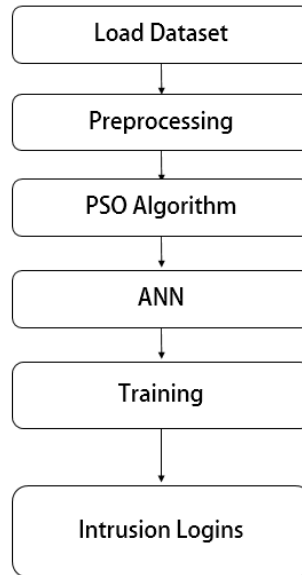 Load Dataset
Preprocessing
PSO Algorithm
ANN
Training
Intrusion Logins